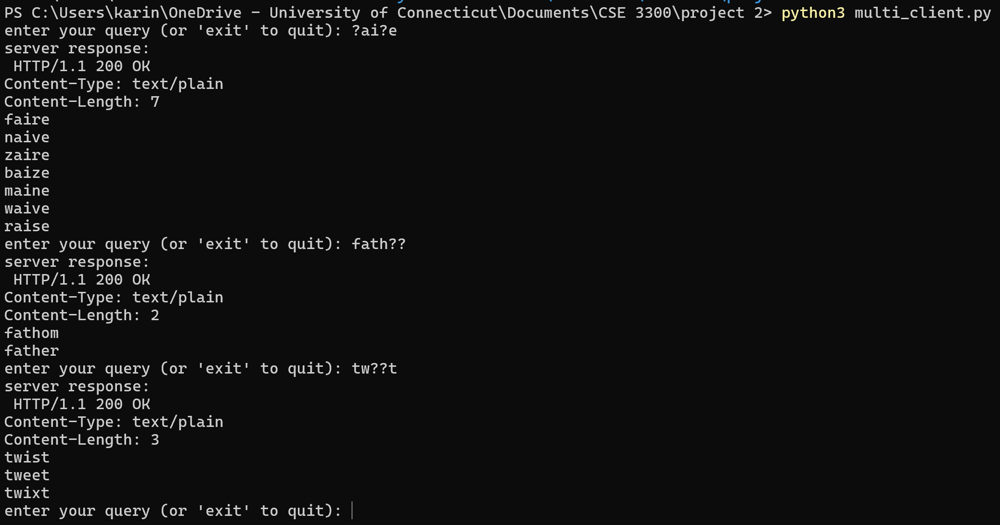 PS C:\Users\karin\OneDrive - University of Connecticut\Documents\CSE 3300\project 2> python3 multi_client.py
enter your query (or 'exit' to quit): ?ai?e
server response:
 HTTP/1.1 200 OK
Content-Type: text/plain
Content-Length: 7
faire
naive
zaire
baize
maine
waive
raise
enter your query (or 'exit' to quit): fath??
server response:
 HTTP/1.1 200 OK
Content-Type: text/plain
Content-Length: 2
fathom
father
enter your query (or 'exit' to quit): tw??t
server response:
 HTTP/1.1 200 OK
Content-Type: text/plain
Content-Length: 3
twist
tweet
twixt
enter your query (or 'exit' to quit):